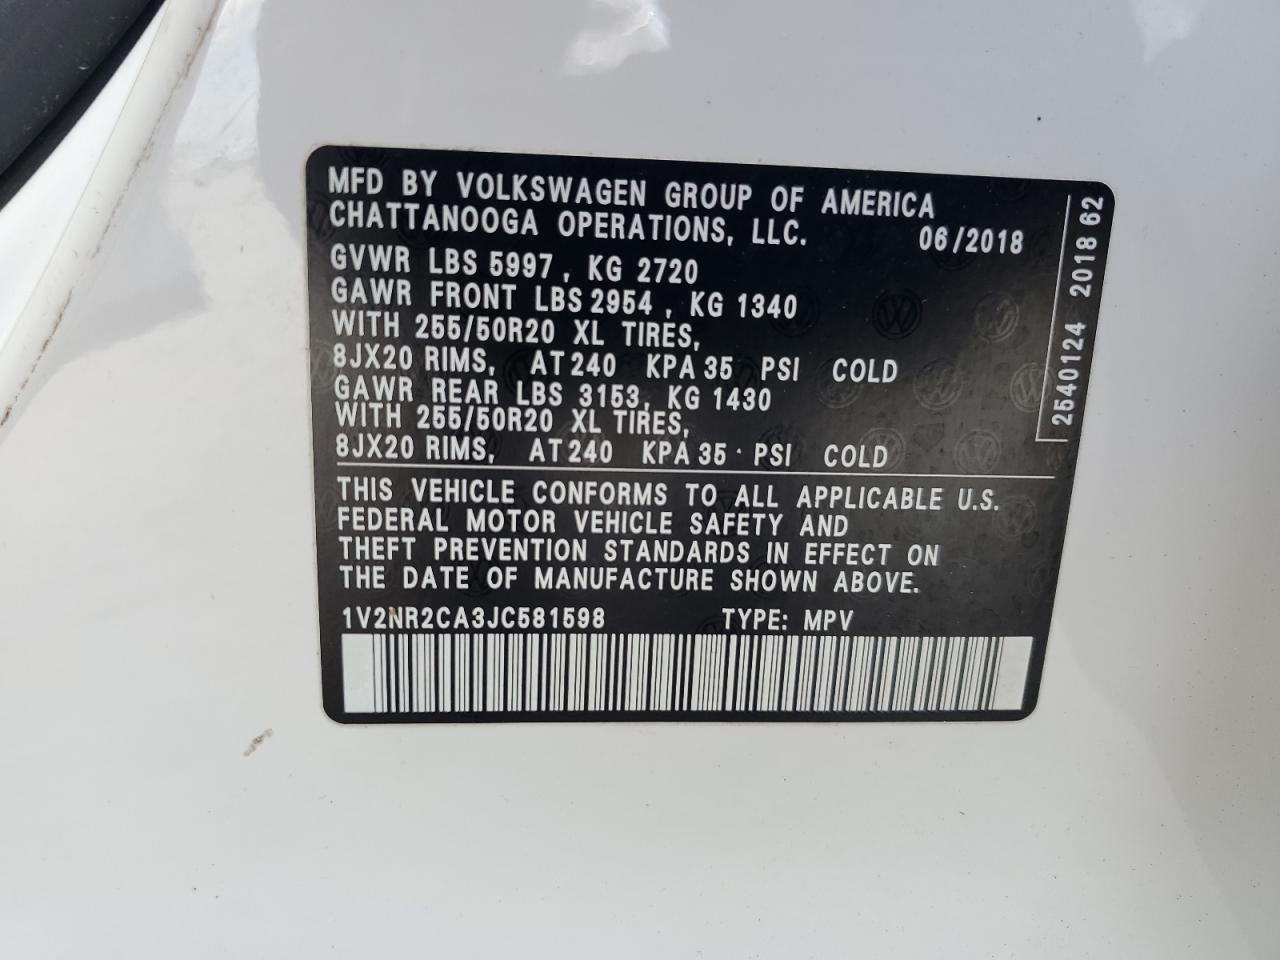 MFD BY VOLKSWAGEN GROUP OF AMERICA
CHATTANOOGA OPERATIONS, LLC. 06/2018
GVWR LBS 5997, KG 2720
GAWR FRONT LBS 2954, KG 1340
WITH 255/50R20 XL TIRES,
8JX20 RIMS, AT 240 KPA 35 PSI COLD
GAWR REAR LBS 3153, KG 1430
WITH 255/50R20 XL TIRES,
8JX20 RIMS, AT 240 KPA 35 PSI COLD
THIS VEHICLE CONFORMS TO ALL APPLICABLE U.S.
FEDERAL MOTOR VEHICLE SAFETY AND
THEFT PREVENTION STANDARDS IN EFFECT ON
THE DATE OF MANUFACTURE SHOWN ABOVE.
1V2NR2CA3JC581598 TYPE: MPV
2540124 2018 62